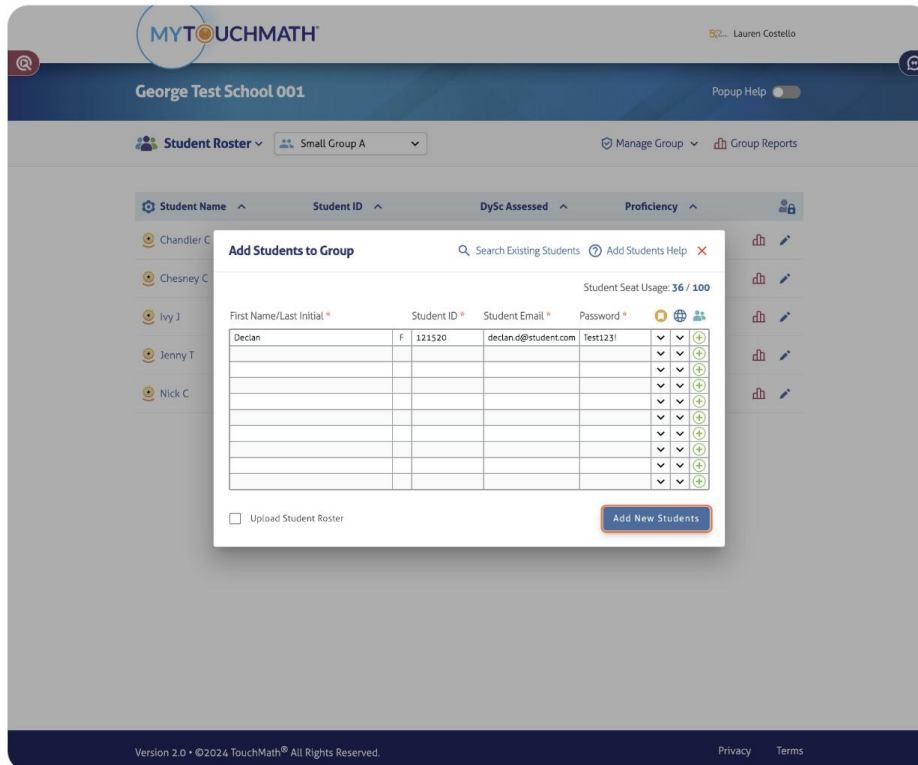 MYTOUCHMATH®
Lauren Costello
George Test School 001
Popup Help
Student Roster
Small Group A
Manage Group
Group Reports
Student Name
Student ID
DySc Assessed
Proficiency
Chandler C
Chesney C
Ivy J
Jenny T
Nick C
Add Students to Group
Search Existing Students
Add Students Help
Student Seat Usage: 36 / 100
First Name/Last Initial *
Student ID *
Student Email *
Password *
Declan
F
121520
declan.d@student.com
Test123!
Upload Student Roster
Add New Students
Version 2.0 • ©2024 TouchMath® All Rights Reserved.
Privacy
Terms